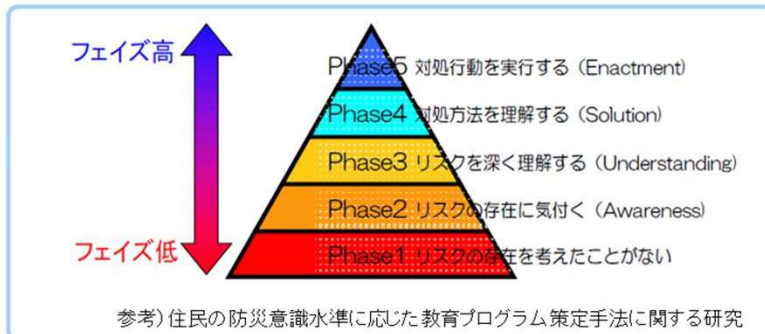 フェイズ高
Phase5 対処行動を実行する（Enactment）
Phase4 対処方法を理解する（Solution）
Phase3 リスクを深く理解する（Understanding）
Phase2 リスクの存在に気付く（Awareness）
フェイズ低
Phase1 リスクの存在を考えたことがない
参考）住民の防災意識水準に応じた教育プログラム策定手法に関する研究